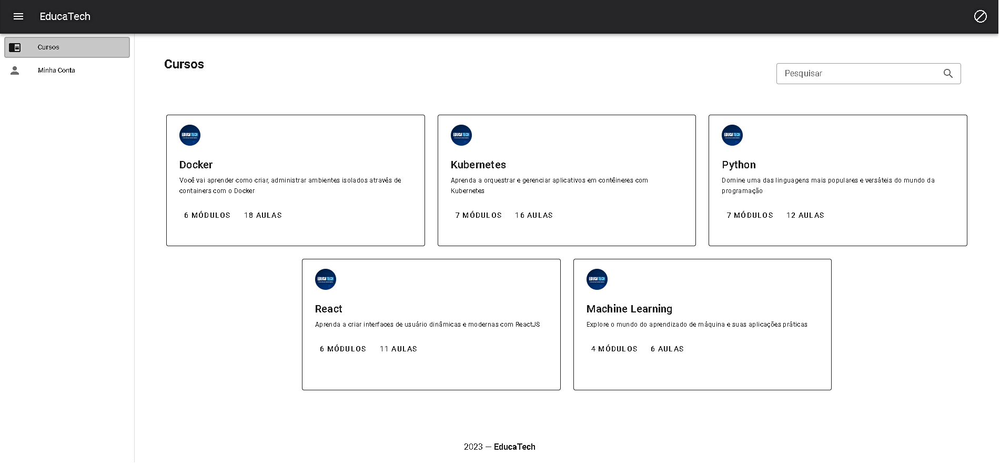 EducaTech
Cursos
Minha Conta
Cursos
Pesquisar
EDUCA TECH
Docker
Você vai aprender como criar, administrar ambientes isolados através de
containers com o Docker
6 MÓDULOS 18 AULAS
EDUCA TECH
Kubernetes
Aprenda a orquestrar e gerenciar aplicativos em contêineres com
Kubernetes
7 MÓDULOS 16 AULAS
EDUCA TECH
Python
Domine uma das linguagens mais populares e versáteis do mundo da
programação
7 MÓDULOS 12 AULAS
EDUCA TECH
React
Aprenda a criar interfaces de usuário dinâmicas e modernas com ReactJS
6 MÓDULOS 11 AULAS
EDUCA TECH
Machine Learning
Explore o mundo do aprendizado de máquina e suas aplicações práticas
4 MÓDULOS 6 AULAS
2023 — EducaTech